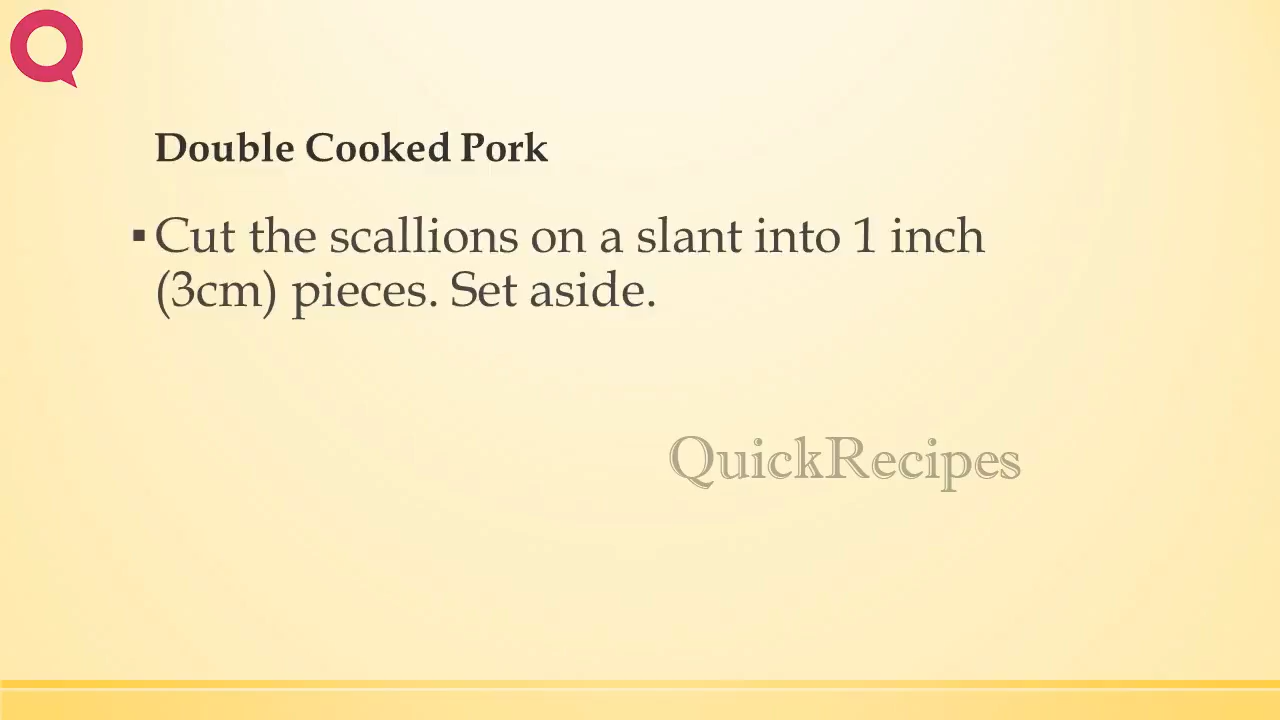 Double Cooked Pork
▪ Cut the scallions on a slant into 1 inch
(3cm) pieces. Set aside.
QuickRecipes